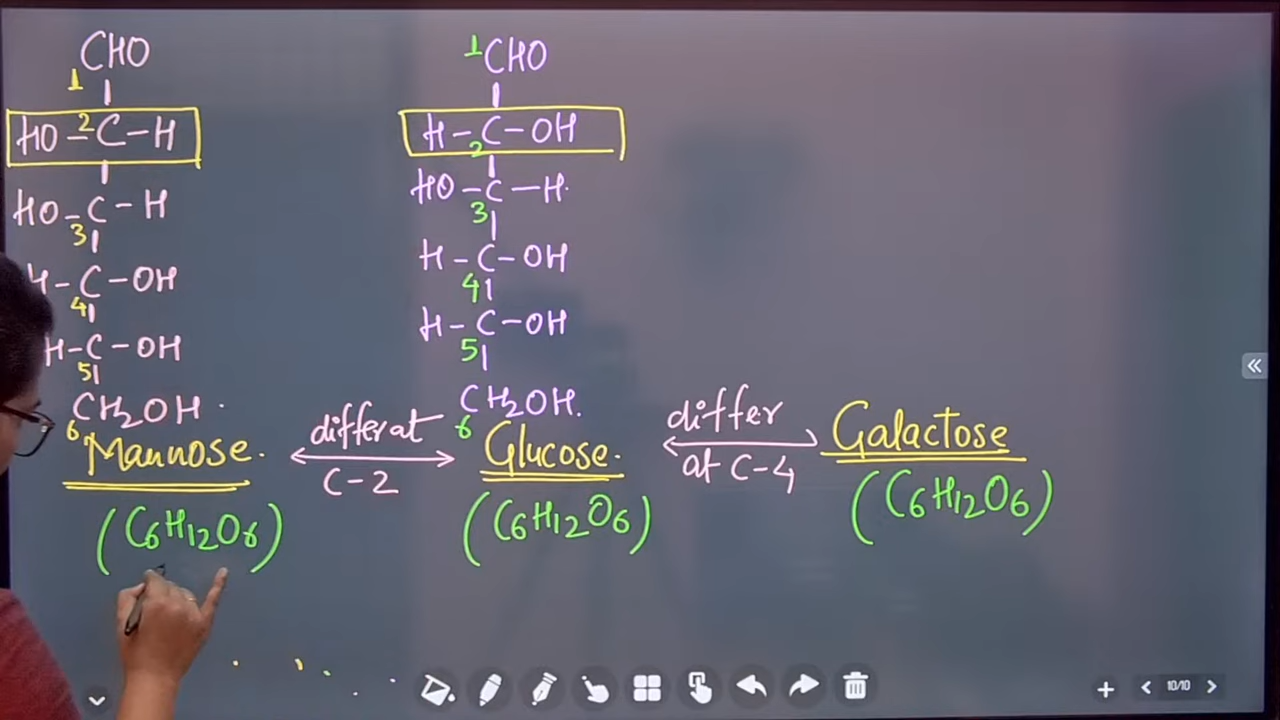 CHO
1
HO-2C-H
HO-C-H
3
H-C-OH
4
H-C-OH
5
CH2OH.
6
Mannose.
(C6H12O6)
differ at
C-2
1CHO
H-C-OH
2
HO-C-H.
3
H-C-OH
4
H-C-OH
5
CH2OH.
6
Glucose.
(C6H12O6)
differ
at C-4
Galactose
(C6H12O6)
10/10